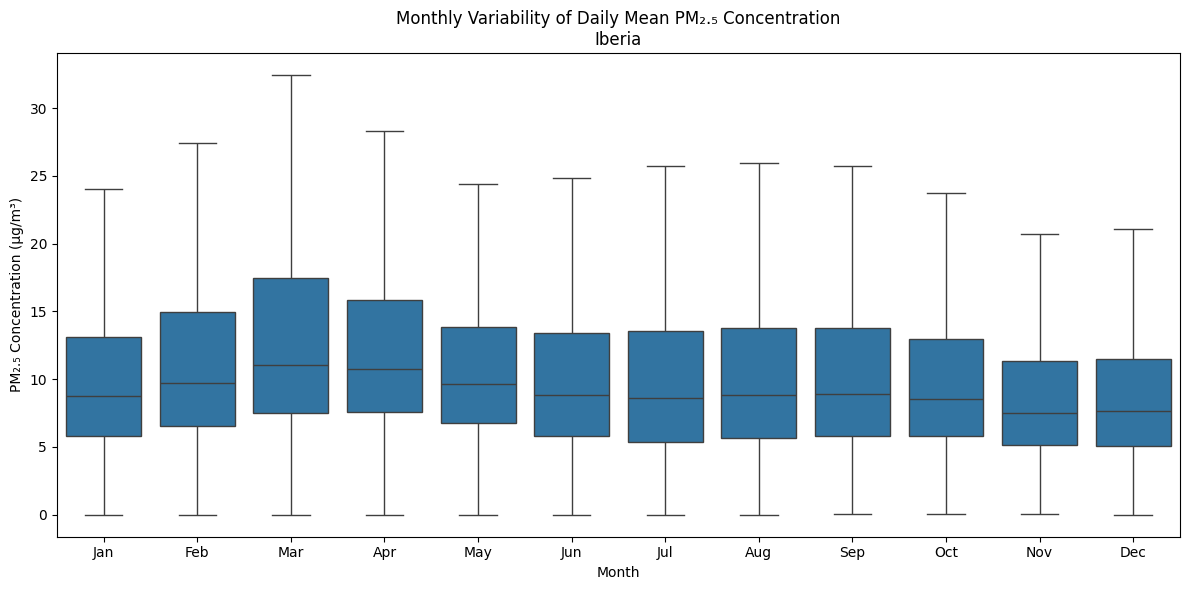 Monthly Variability of Daily Mean PM₂.₅ Concentration
Iberia
PM₂.₅ Concentration (µg/m³)
30
25
20
15
10
5
0
Jan Feb Mar Apr May Jun Jul Aug Sep Oct Nov Dec
Month